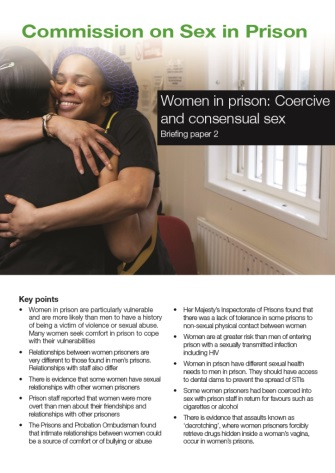 Commission on Sex in Prison
Women in prison: Coercive
and consensual sex
Briefing paper 2
Key points
• Women in prison are particularly vulnerable
and are more likely than men to have a history
of being a victim of violence or sexual abuse.
Many women seek comfort in prison to cope
with their vulnerabilities
• Relationships between women prisoners are
very different to those found in men's prisons.
Relationships with staff also differ
• There is evidence that some women have sexual
relationships with other women prisoners
• Prison staff reported that women were more
overt than men about their friendships and
relationships with other prisoners
• The Prisons and Probation Ombudsman found
that intimate relationships between women could
be a source of comfort or of bullying or abuse
• Her Majesty's Inspectorate of Prisons found that
there was a lack of tolerance in some prisons to
non-sexual physical contact between women
• Women are at greater risk than men of entering
prison with a sexually transmitted infection
including HIV
• Women in prison have different sexual health
needs to men in prison. They should have access
to dental dams to prevent the spread of STIs
• Some women prisoners had been coerced into
sex with prison staff in return for favours such as
cigarettes or alcohol
• There is evidence that assaults known as
'decrotching', where women prisoners forcibly
retrieve drugs hidden inside a woman's vagina,
occur in women's prisons.